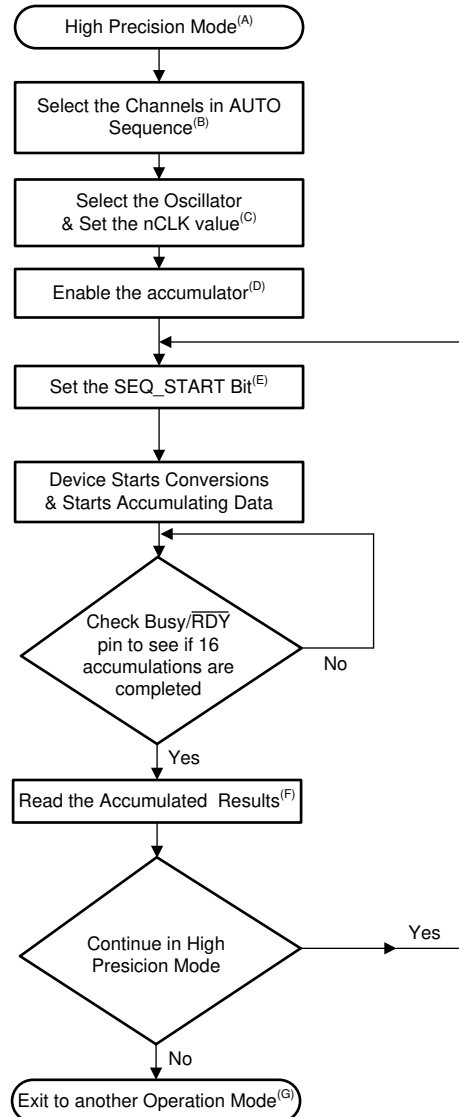 High Precision Mode(A)
Select the Channels in AUTO
Sequence(B)
Select the Oscillator
& Set the nCLK value(C)
Enable the accumulator(D)
Set the SEQ_START Bit(E)
Device Starts Conversions
& Starts Accumulating Data
Check Busy/RDY
pin to see if 16
accumulations are
completed
No
Yes
Read the Accumulated Results(F)
Continue in High
Presicion Mode
Yes
No
Exit to another Operation Mode(G)